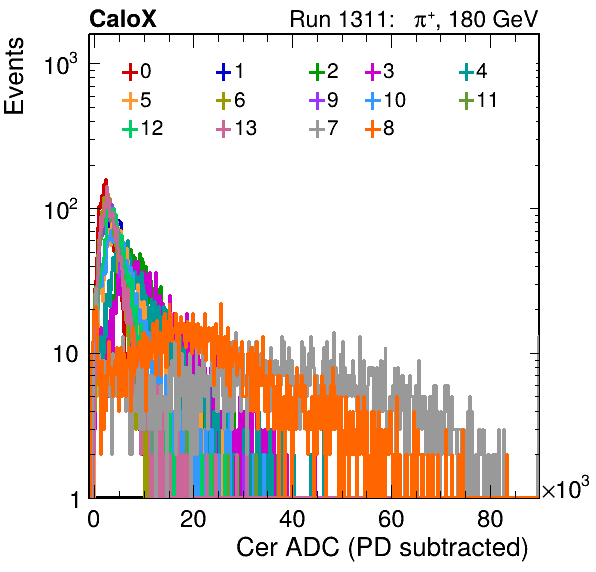 CaloX Run 1311: π⁺, 180 GeV
Events
10³
10²
10
1
0 1 2 3 4
5 6 9 10 11
12 13 7 8
0 20 40 60 80 ×10³
Cer ADC (PD subtracted)